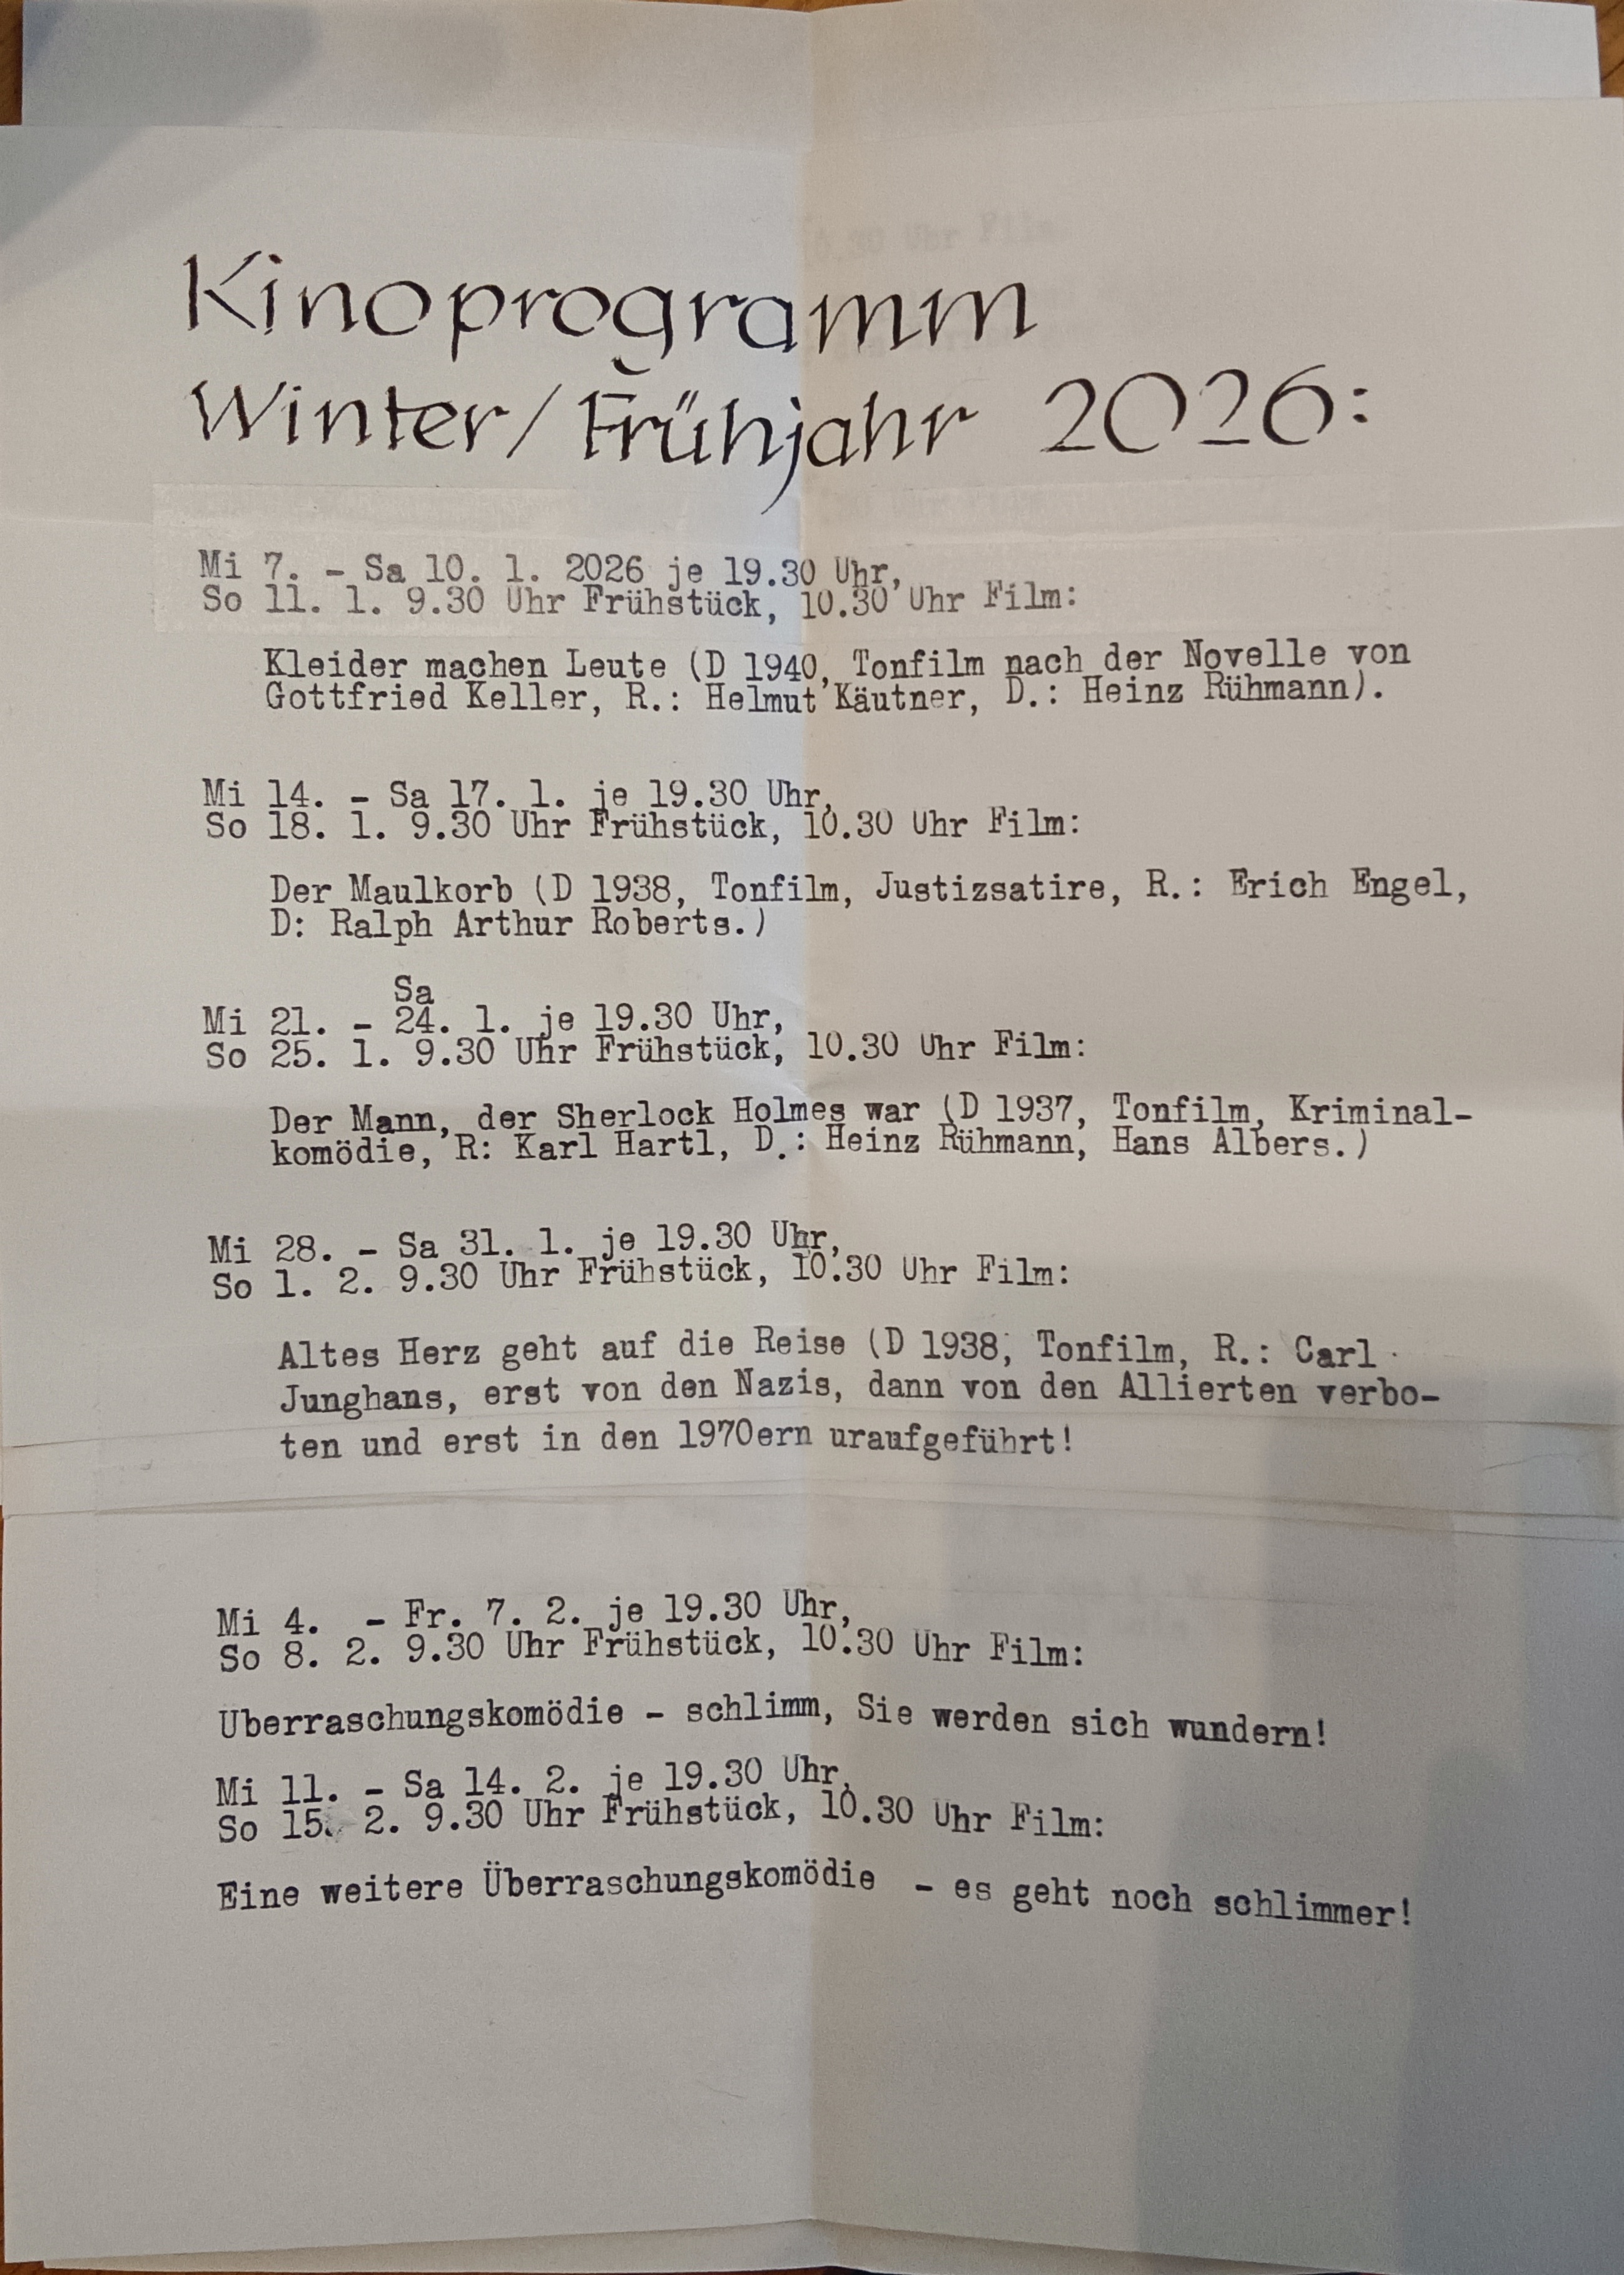 Kinoprogramm
Winter/Frühjahr 2026:
Mi 7. - Sa 10. 1. 2026 je 19.30 Uhr,
So 11. 1. 9.30 Uhr Frühstück, 10.30 Uhr Film:
Kleider machen Leute (D 1940, Tonfilm nach der Novelle von
Gottfried Keller, R.: Helmut Käutner, D.: Heinz Rühmann).
Mi 14. - Sa 17. 1. je 19.30 Uhr,
So 18. 1. 9.30 Uhr Frühstück, 10.30 Uhr Film:
Der Maulkorb (D 1938, Tonfilm, Justizsatire, R.: Erich Engel,
D: Ralph Arthur Roberts.)
Sa
Mi 21. - 24. 1. je 19.30 Uhr,
So 25. 1. 9.30 Uhr Frühstück, 10.30 Uhr Film:
Der Mann, der Sherlock Holmes war (D 1937, Tonfilm, Kriminal-
komödie, R: Karl Hartl, D.: Heinz Rühmann, Hans Albers.)
Mi 28. - Sa 31. 1. je 19.30 Uhr,
So 1. 2. 9.30 Uhr Frühstück, 10.30 Uhr Film:
Altes Herz geht auf die Reise (D 1938, Tonfilm, R.: Carl
Junghans, erst von den Nazis, dann von den Allierten verbo-
ten und erst in den 1970ern uraufgeführt!
Mi 4. - Fr. 7. 2. je 19.30 Uhr,
So 8. 2. 9.30 Uhr Frühstück, 10.30 Uhr Film:
Uberraschungskomödie - schlimm, Sie werden sich wundern!
Mi 11. - Sa 14. 2. je 19.30 Uhr,
So 15. 2. 9.30 Uhr Frühstück, 10.30 Uhr Film:
Eine weitere Überraschungskomödie - es geht noch schlimmer!